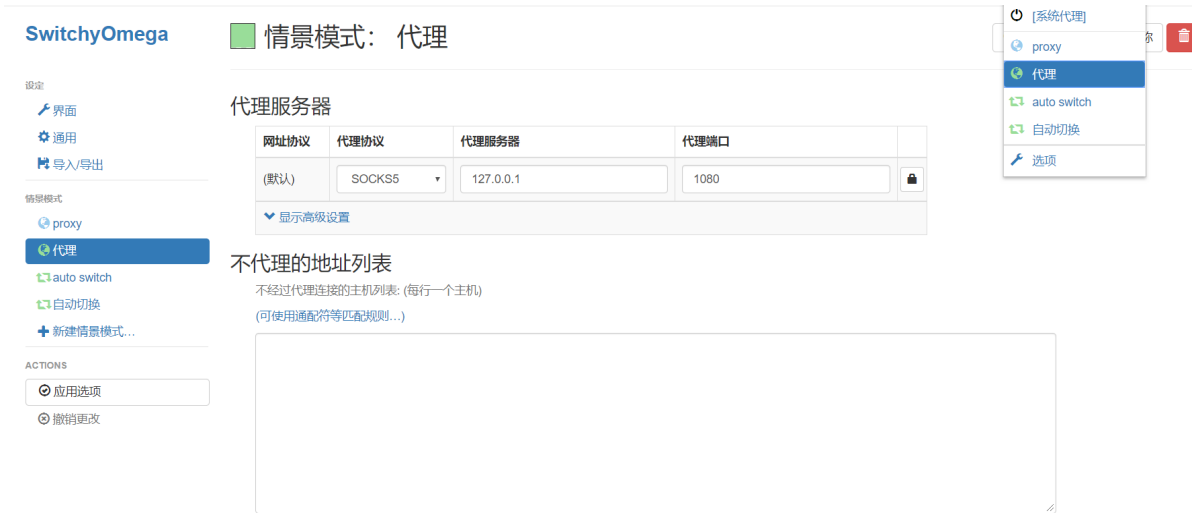 SwitchyOmega
设定
界面
通用
导入/导出
情景模式
proxy
代理
auto switch
自动切换
新建情景模式...
ACTIONS
应用选项
撤销更改
情景模式： 代理
代理服务器
网址协议 代理协议 代理服务器 代理端口
(默认) SOCKS5 127.0.0.1 1080
显示高级设置
不代理的地址列表
不经过代理连接的主机列表: (每行一个主机)
(可使用通配符等匹配规则…)
[系统代理]
proxy
代理
auto switch
自动切换
选项